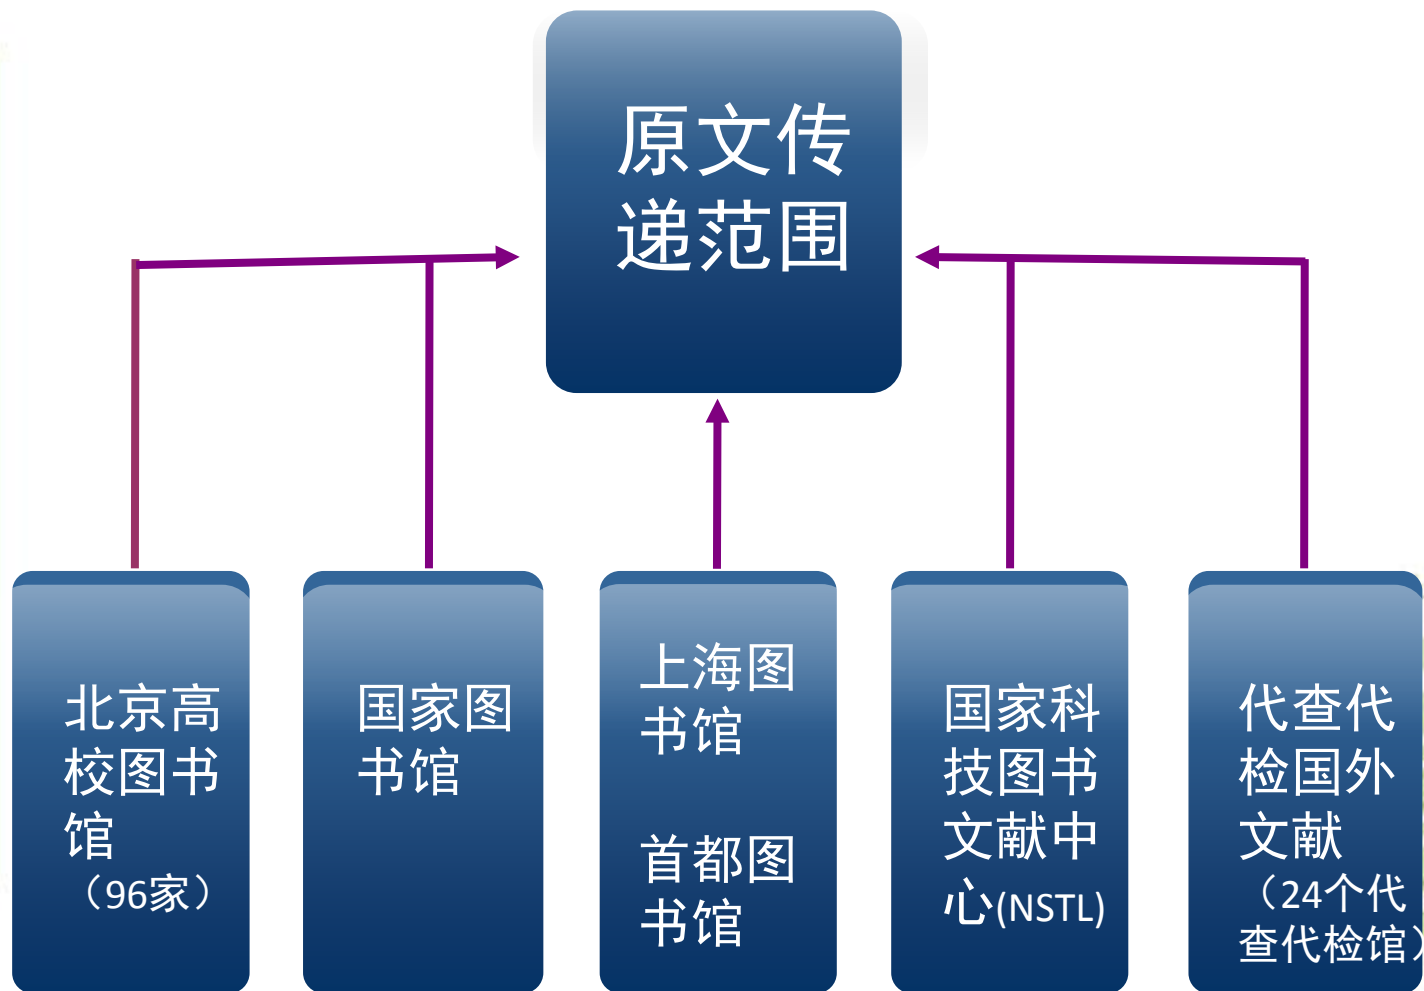 原文传
递范围
北京高
校图书
馆
（96家）
国家图
书馆
上海图
书馆
首都图
书馆
国家科
技图书
文献中
心(NSTL)
代查代
检国外
文献
（24个代
查代检馆）